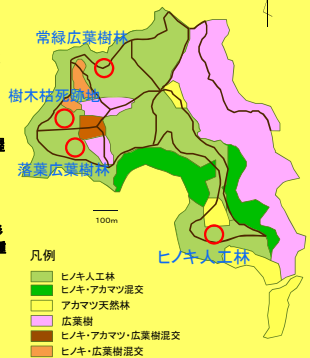 常緑広葉樹林
樹木枯死跡地
落葉広葉樹林
ヒノキ人工林
100m
凡例
ヒノキ人工林
ヒノキ・アカマツ混交
アカマツ天然林
広葉樹
ヒノキ・アカマツ・広葉樹混交
ヒノキ・広葉樹混交